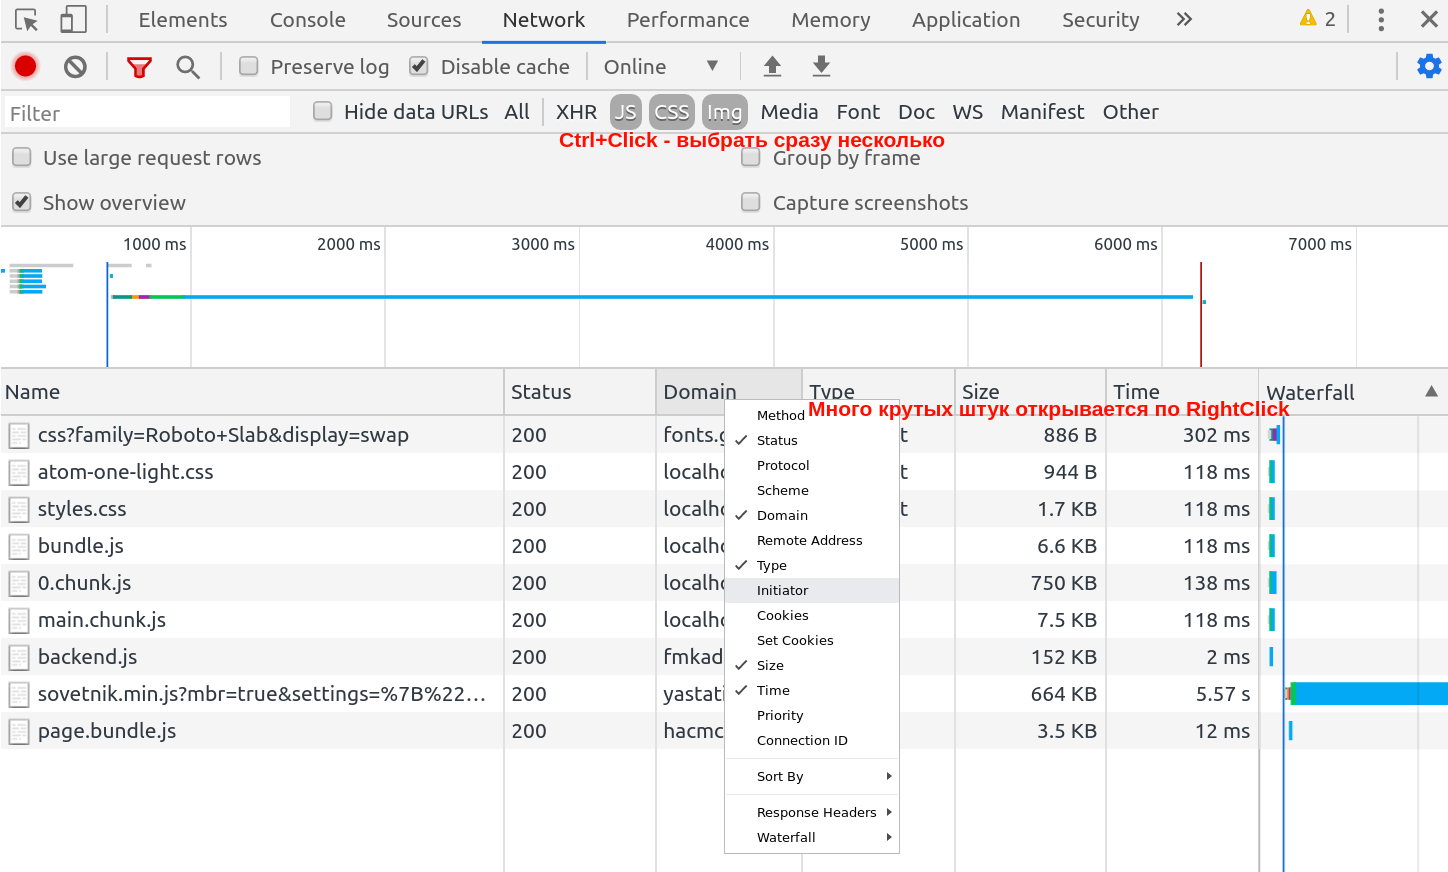 Elements Console Sources Network Performance Memory Application Security » 2
Preserve log Disable cache Online
Filter Hide data URLs All XHR JS CSS Img Media Font Doc WS Manifest Other
Ctrl+Click - выбрать сразу несколько
Use large request rows Group by frame
Show overview Capture screenshots
1000 ms 2000 ms 3000 ms 4000 ms 5000 ms 6000 ms 7000 ms
Name Status Domain Type Size Time Waterfall
Много крутых штук открывается по RightClick
css?family=Roboto+Slab&display=swap 200 fonts.g t 886 B 302 ms
atom-one-light.css 200 localho t 944 B 118 ms
styles.css 200 localho t 1.7 KB 118 ms
bundle.js 200 localho 6.6 KB 118 ms
0.chunk.js 200 localho 750 KB 138 ms
main.chunk.js 200 localho 7.5 KB 118 ms
backend.js 200 fmkad 152 KB 2 ms
sovetnik.min.js?mbr=true&settings=%7B%22... 200 yastati 664 KB 5.57 s
page.bundle.js 200 hacmc 3.5 KB 12 ms
Method
Status
Protocol
Scheme
Domain
Remote Address
Type
Initiator
Cookies
Set Cookies
Size
Time
Priority
Connection ID
Sort By
Response Headers
Waterfall